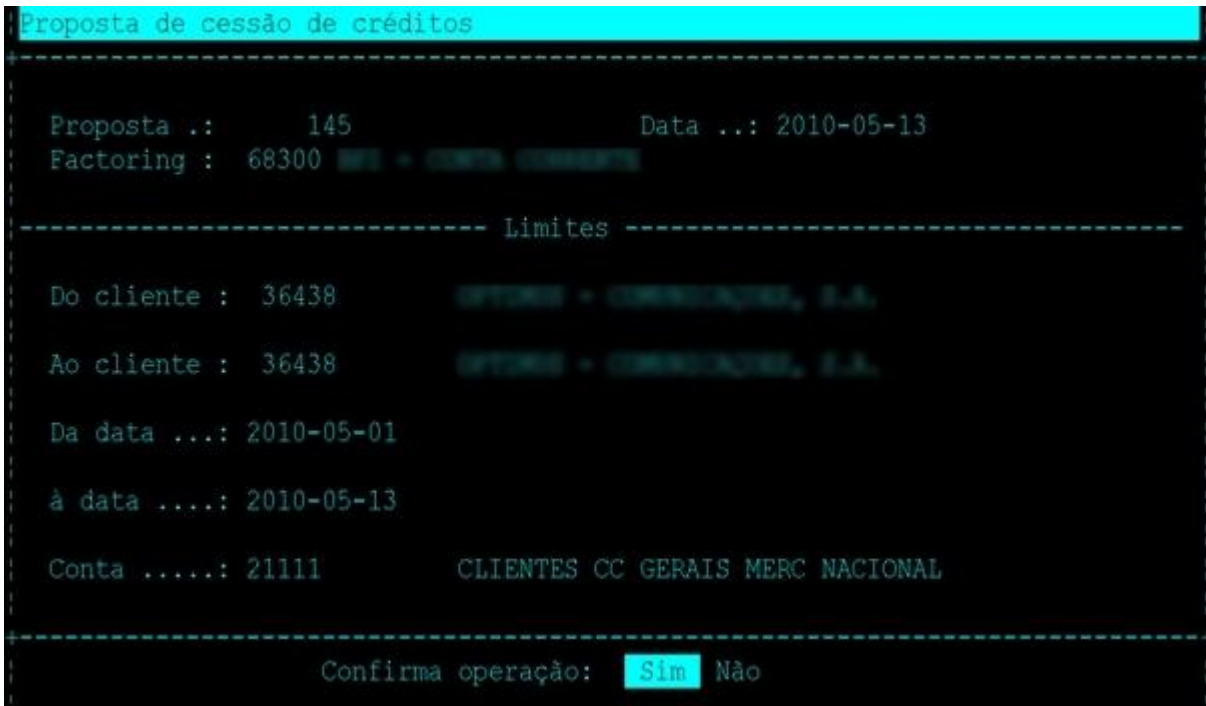 Proposta de cessão de créditos
Proposta .: 145 Data ..: 2010-05-13
Factoring : 68300
Limites
Do cliente : 36438
Ao cliente : 36438
Da data ...: 2010-05-01
à data ....: 2010-05-13
Conta .....: 21111 CLIENTES CC GERAIS MERC NACIONAL
Confirma operação: Sim Não